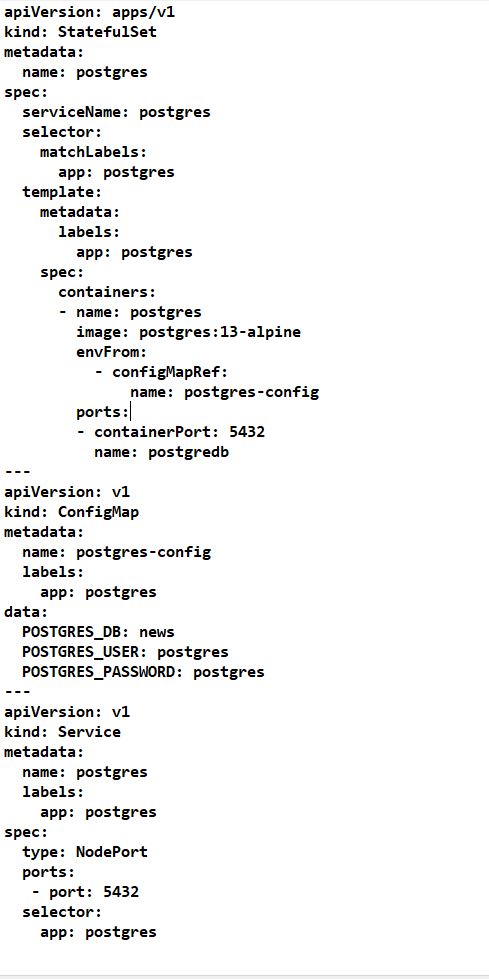 apiVersion: apps/v1
kind: StatefulSet
metadata:
  name: postgres
spec:
  serviceName: postgres
  selector:
    matchLabels:
      app: postgres
  template:
    metadata:
      labels:
        app: postgres
    spec:
      containers:
      - name: postgres
        image: postgres:13-alpine
        envFrom:
          - configMapRef:
              name: postgres-config
        ports:
        - containerPort: 5432
          name: postgredb
---
apiVersion: v1
kind: ConfigMap
metadata:
  name: postgres-config
  labels:
    app: postgres
data:
  POSTGRES_DB: news
  POSTGRES_USER: postgres
  POSTGRES_PASSWORD: postgres
---
apiVersion: v1
kind: Service
metadata:
  name: postgres
  labels:
    app: postgres
spec:
  type: NodePort
  ports:
   - port: 5432
  selector:
    app: postgres